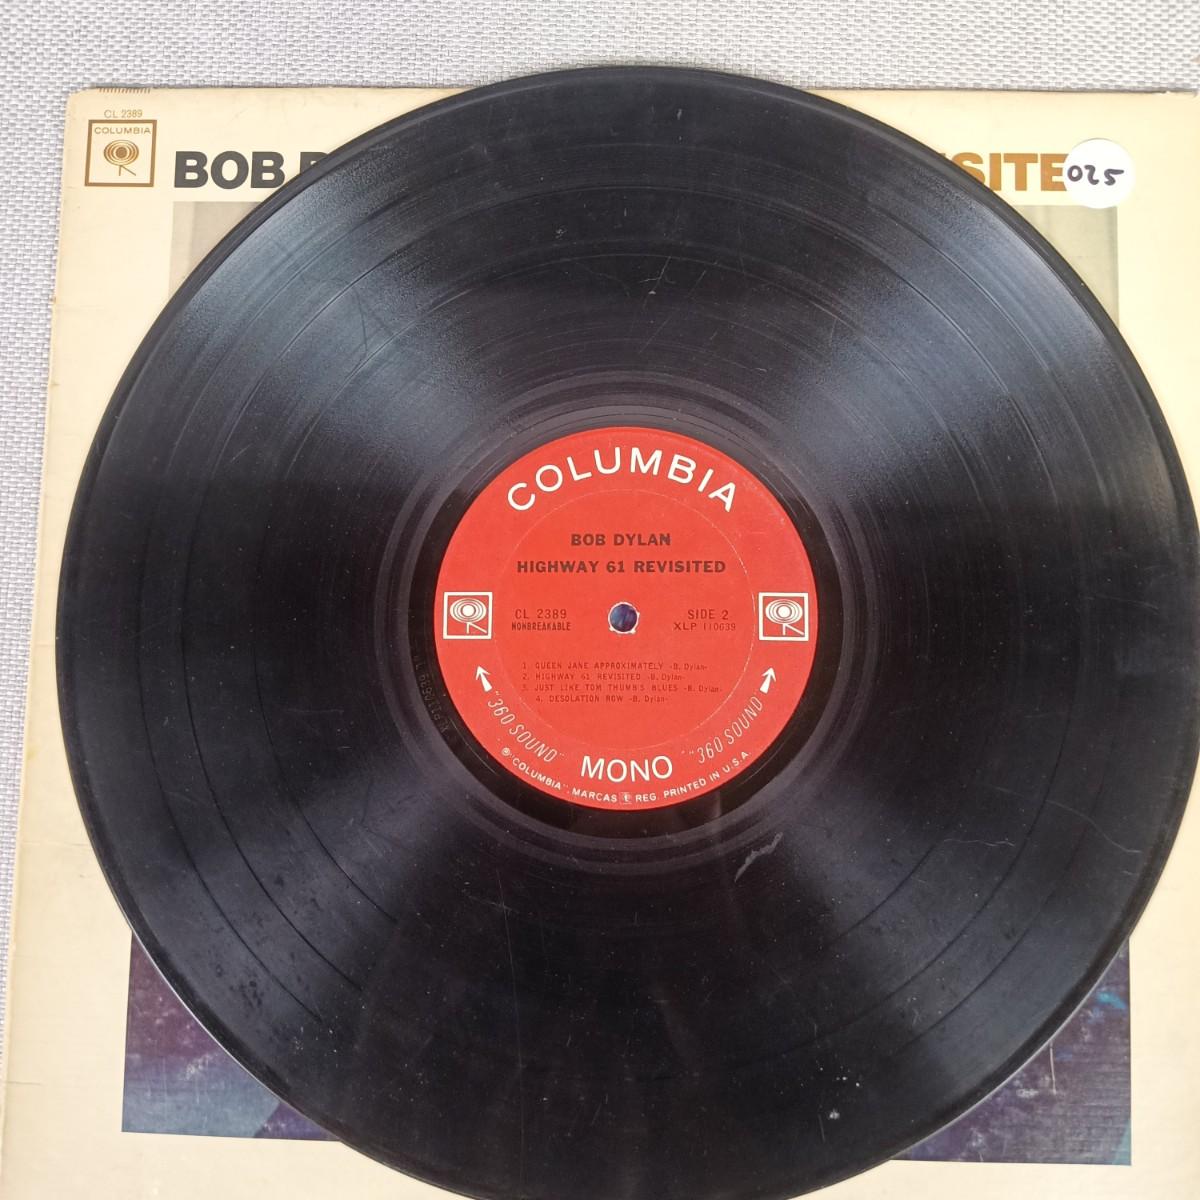 CL 2389
COLUMBIA
BOB
SITE
025
COLUMBIA
BOB DYLAN
HIGHWAY 61 REVISITED
CL 2389
NONBREAKABLE
SIDE 2
XLP 110639
1. QUEEN JANE APPROXIMATELY -B. Dylan-
2. HIGHWAY 61 REVISITED -B. Dylan-
3. JUST LIKE TOM THUMB'S BLUES -B. Dylan-
4. DESOLATION ROW -B. Dylan-
"360 SOUND"
MONO
"360 SOUND"
® "COLUMBIA", MARCAS REG. PRINTED IN U.S.A.